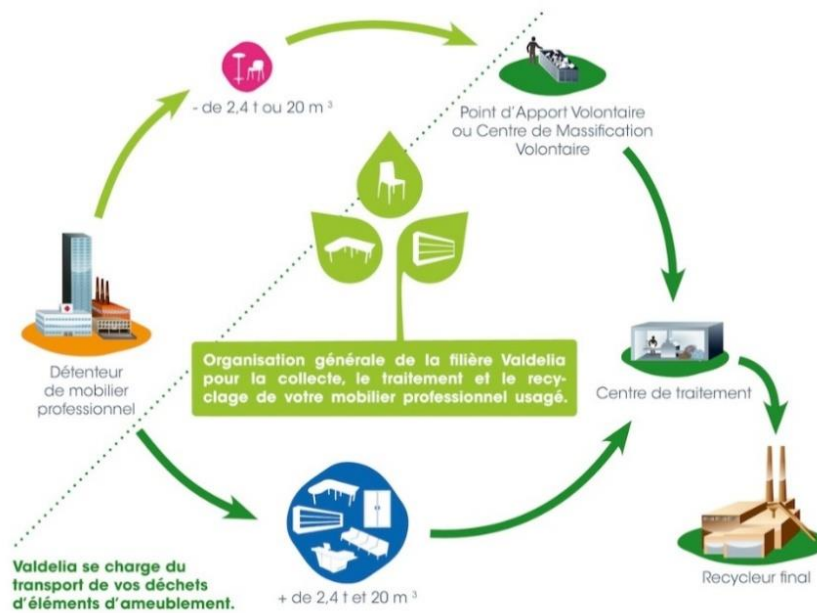 - de 2,4 t ou 20 m ³
Point d'Apport Volontaire
ou Centre de Massification
Volontaire
Détenteur
de mobilier
professionnel
Organisation générale de la filière Valdelia
pour la collecte, le traitement et le recy-
clage de votre mobilier professionnel usagé.
Centre de traitement
Valdelia se charge du
transport de vos déchets
d'éléments d'ameublement.
+ de 2,4 t et 20 m ³
Recycleur final